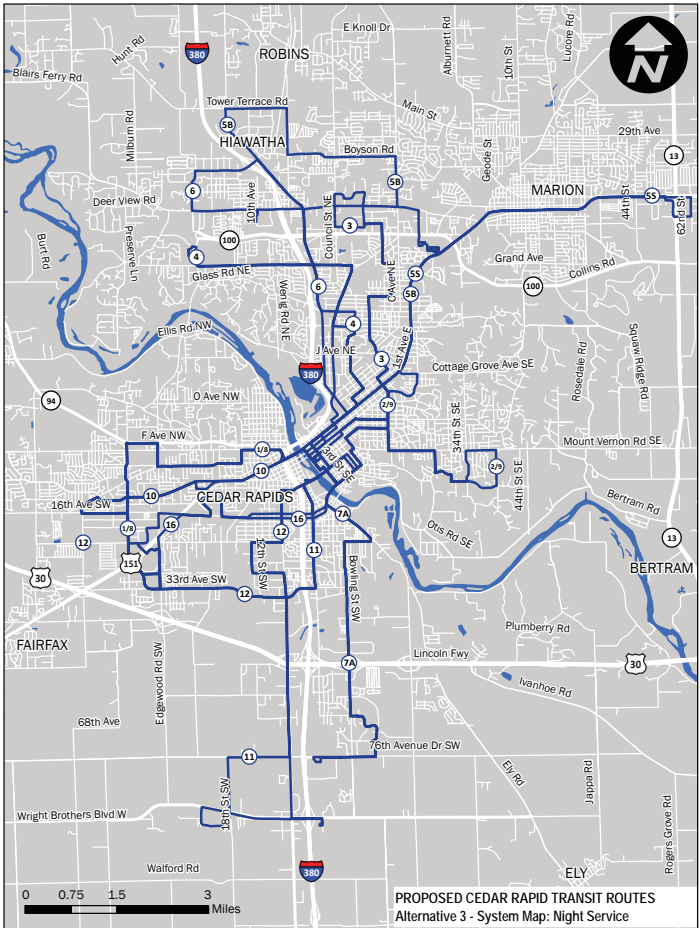 E Knoll Dr
Hunt Rd
380
ROBINS
Alburnett Rd
10th St
Lucore Rd
N
Blairs Ferry Rd
Tower Terrace Rd
Main St
5B
HIAWATHA
Milburn Rd
Boyson Rd
Geode St
29th Ave
13
5B
MARION
6
10th Ave
Deer View Rd
Council St NE
44th St
5S
62nd St
3
Burt Rd
Preserve Ln
100
4
Glass Rd NE
Grand Ave
Collins Rd
5S
C Ave NE
6
100
5B
Wenig Rd NE
Ellis Rd NW
4
1st Ave E
J Ave NE
3
Cottage Grove Ave SE
Rosedale Rd
Squaw Ridge Rd
380
94
O Ave NW
2/9
34th St SE
F Ave NW
1/8
3rd St SE
Mount Vernon Rd SE
10
2/9
44th St SE
10
CEDAR RAPIDS
16th Ave SW
Bertram Rd
7A
16
1/8
16
12
Otis Rd SE
12
11
13
151
12th St SW
Bowling St SW
BERTRAM
30
33rd Ave SW
12
Plumberry Rd
FAIRFAX
Edgewood Rd SW
Lincoln Fwy
7A
30
Ivanhoe Rd
68th Ave
76th Avenue Dr SW
11
Ely Rd
Jappa Rd
18th St SW
Wright Brothers Blvd W
Rogers Grove Rd
Walford Rd
380
ELY
0 0.75 1.5 3
Miles
PROPOSED CEDAR RAPID TRANSIT ROUTES
Alternative 3 - System Map: Night Service